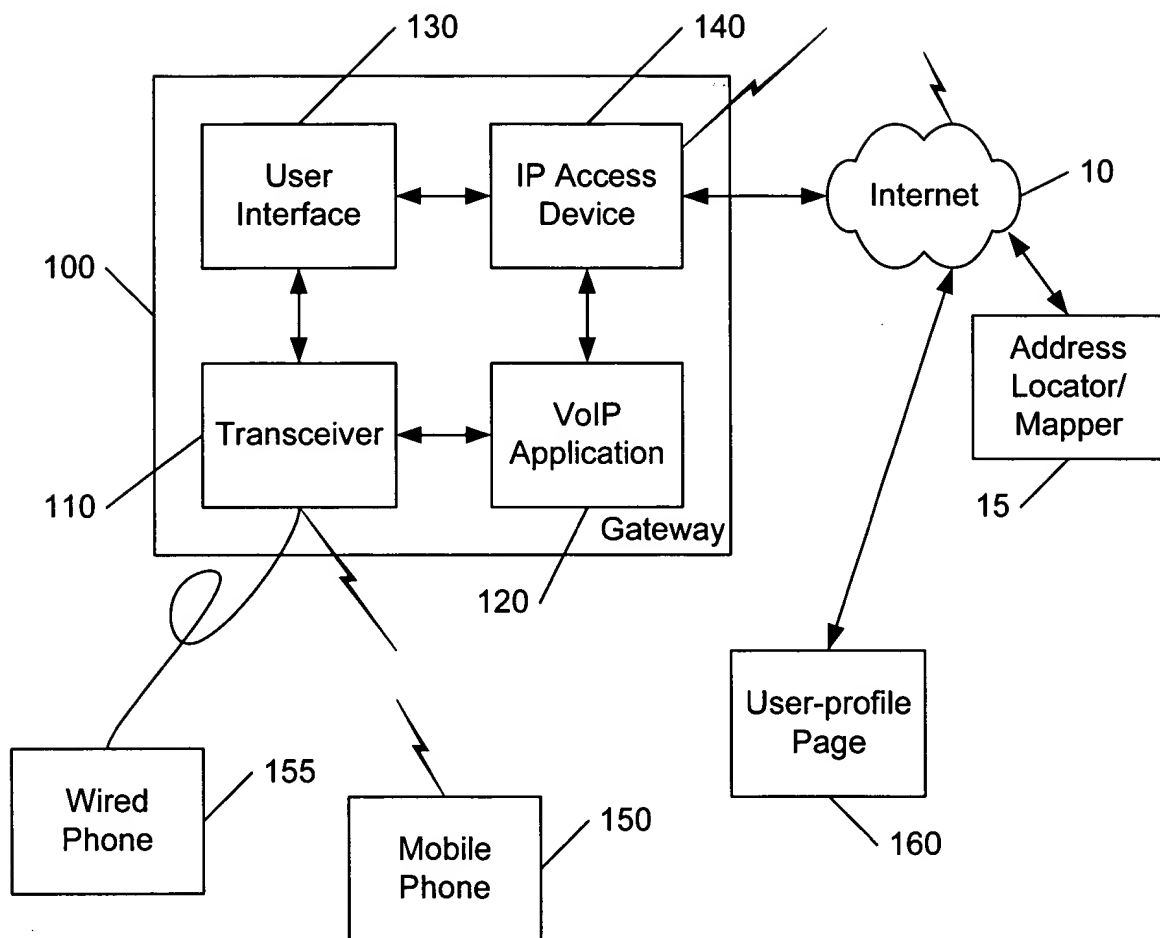 130
140
User
Interface
IP Access
Device
Internet
10
100
Address
Locator/
Mapper
Transceiver
VoIP
Application
110
15
Gateway
120
User-profile
Page
155
Wired
Phone
150
Mobile
Phone
160